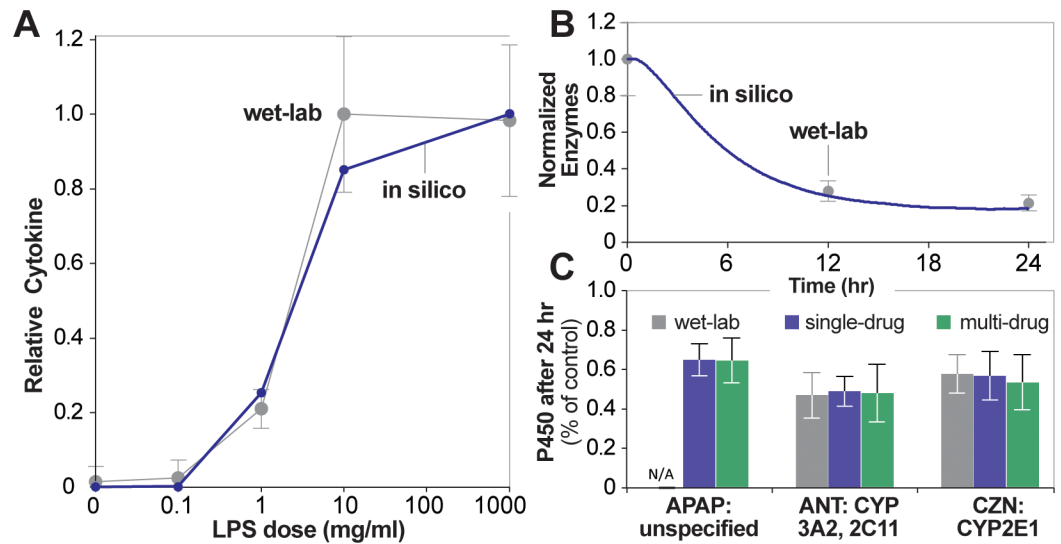 A
Relative Cytokine
1.2
1.0
0.8
0.6
0.4
0.2
0
wet-lab
in silico
0 0.1 1 10 100 1000
LPS dose (mg/ml)
B
Normalized
Enzymes
1.2
1.0
0.8
0.6
0.4
0.2
0
in silico
wet-lab
0 6 12 18 24
Time (hr)
C
P450 after 24 hr
(% of control)
1.0
0.8
0.6
0.4
0.2
0
wet-lab single-drug multi-drug
N/A
APAP: ANT: CYP CZN:
unspecified 3A2, 2C11 CYP2E1